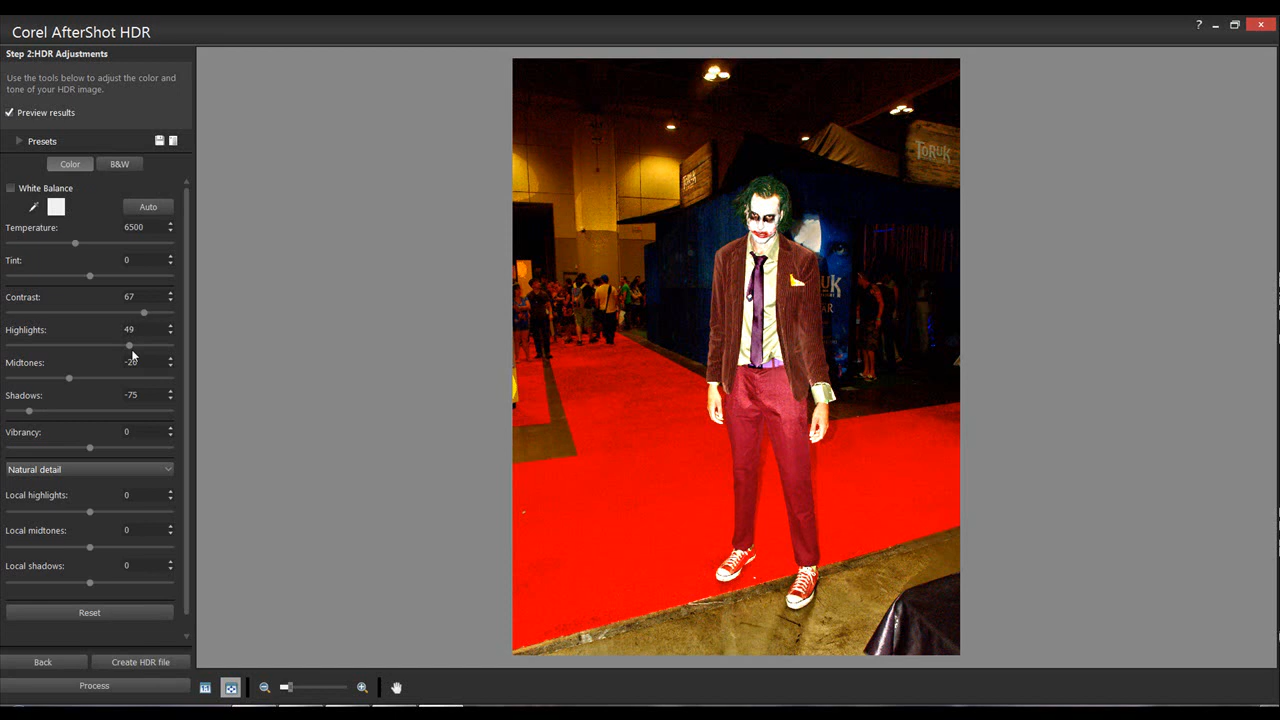 Corel AfterShot HDR
?
Step 2:HDR Adjustments
Use the tools below to adjust the color and
tone of your HDR image.
Preview results
Presets
Color B&W
White Balance
Auto
Temperature: 6500
Tint: 0
Contrast: 67
Highlights: 49
Midtones: -20
Shadows: -75
Vibrancy: 0
Natural detail
Local highlights: 0
Local midtones: 0
Local shadows: 0
Reset
Back Create HDR file
Process
TORUK